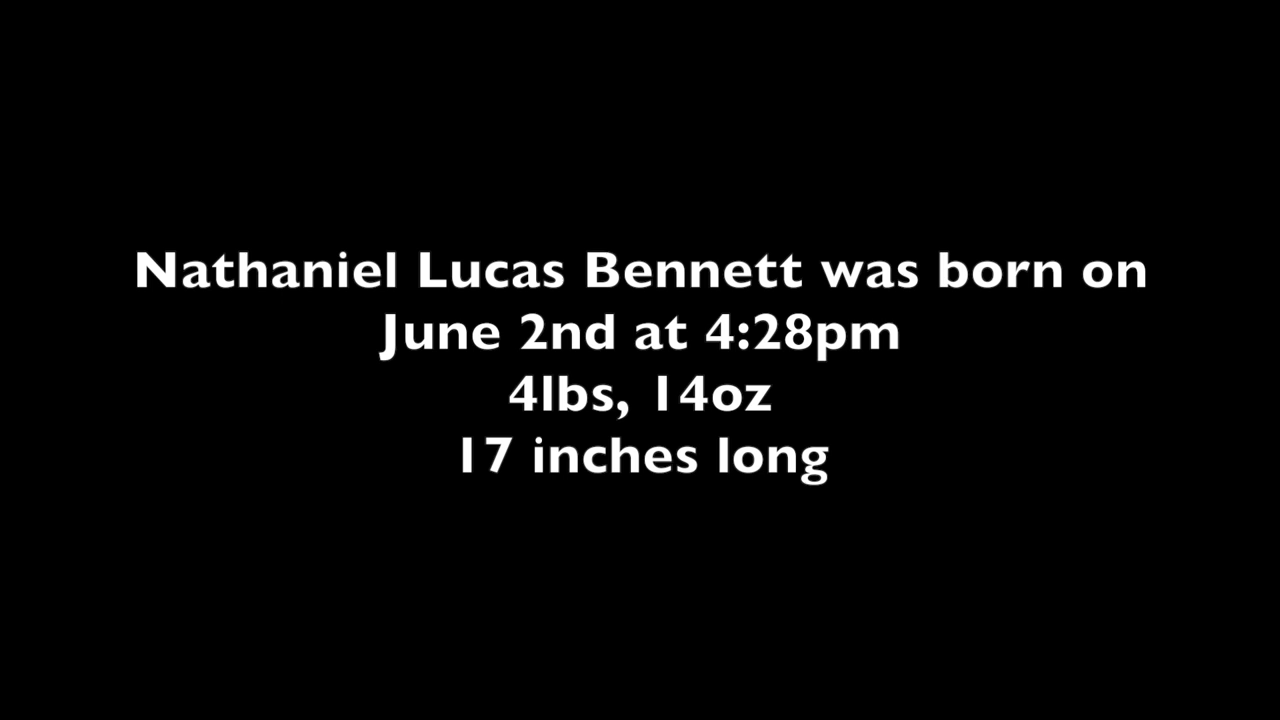 Nathaniel Lucas Bennett was born on
June 2nd at 4:28pm
4lbs, 14oz
17 inches long